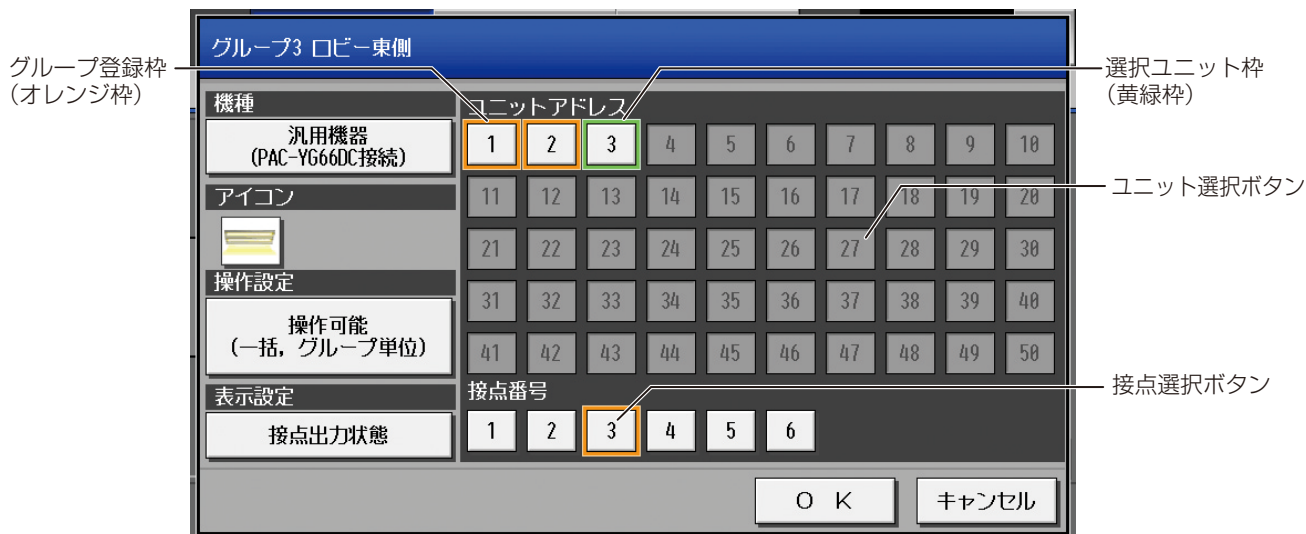 グループ3 ロビー東側
グループ登録枠
(オレンジ枠)
選択ユニット枠
(黄緑枠)
機種
汎用機器
(PAC-YG66DC接続)
アイコン
操作設定
操作可能
(一括, グループ単位)
表示設定
接点出力状態
ユニットアドレス
1 2 3 4 5 6 7 8 9 10
11 12 13 14 15 16 17 18 19 20
21 22 23 24 25 26 27 28 29 30
31 32 33 34 35 36 37 38 39 40
41 42 43 44 45 46 47 48 49 50
ユニット選択ボタン
接点番号
1 2 3 4 5 6
接点選択ボタン
O K
キャンセル